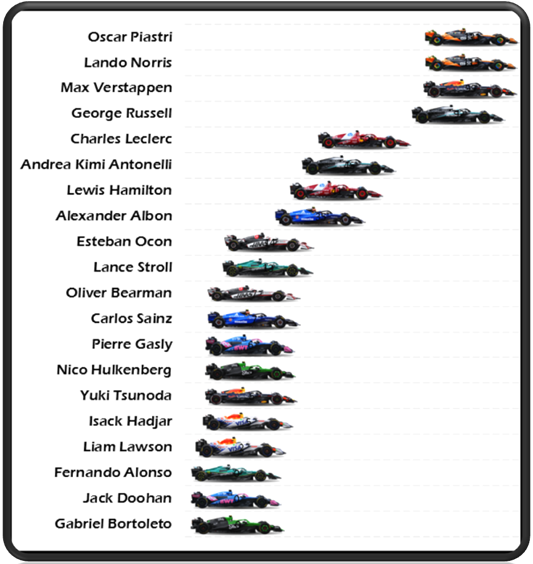 Oscar Piastri
Lando Norris
Max Verstappen
George Russell
Charles Leclerc
Andrea Kimi Antonelli
Lewis Hamilton
Alexander Albon
Esteban Ocon
Lance Stroll
Oliver Bearman
Carlos Sainz
Pierre Gasly
Nico Hulkenberg
Yuki Tsunoda
Isack Hadjar
Liam Lawson
Fernando Alonso
Jack Doohan
Gabriel Bortoleto